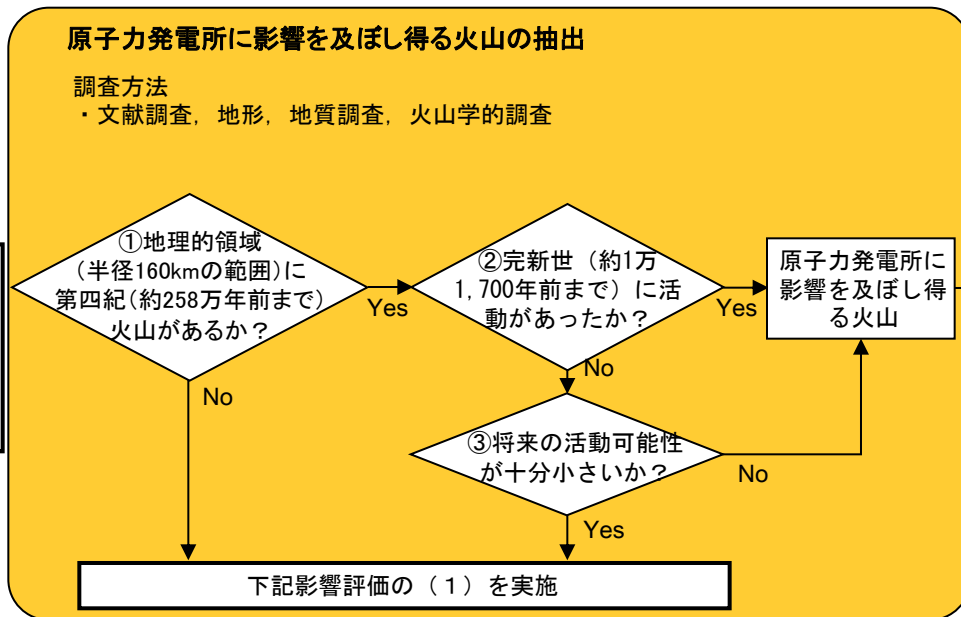 原子力発電所に影響を及ぼし得る火山の抽出
調査方法
・文献調査，地形，地質調査，火山学的調査
①地理的領域
（半径160kmの範囲）に
第四紀（約258万年前まで）
火山があるか？
Yes
No
②完新世（約1万
1,700年前まで）に活
動があったか？
Yes
No
原子力発電所に
影響を及ぼし得
る火山
③将来の活動可能性
が十分小さいか？
No
Yes
下記影響評価の（１）を実施